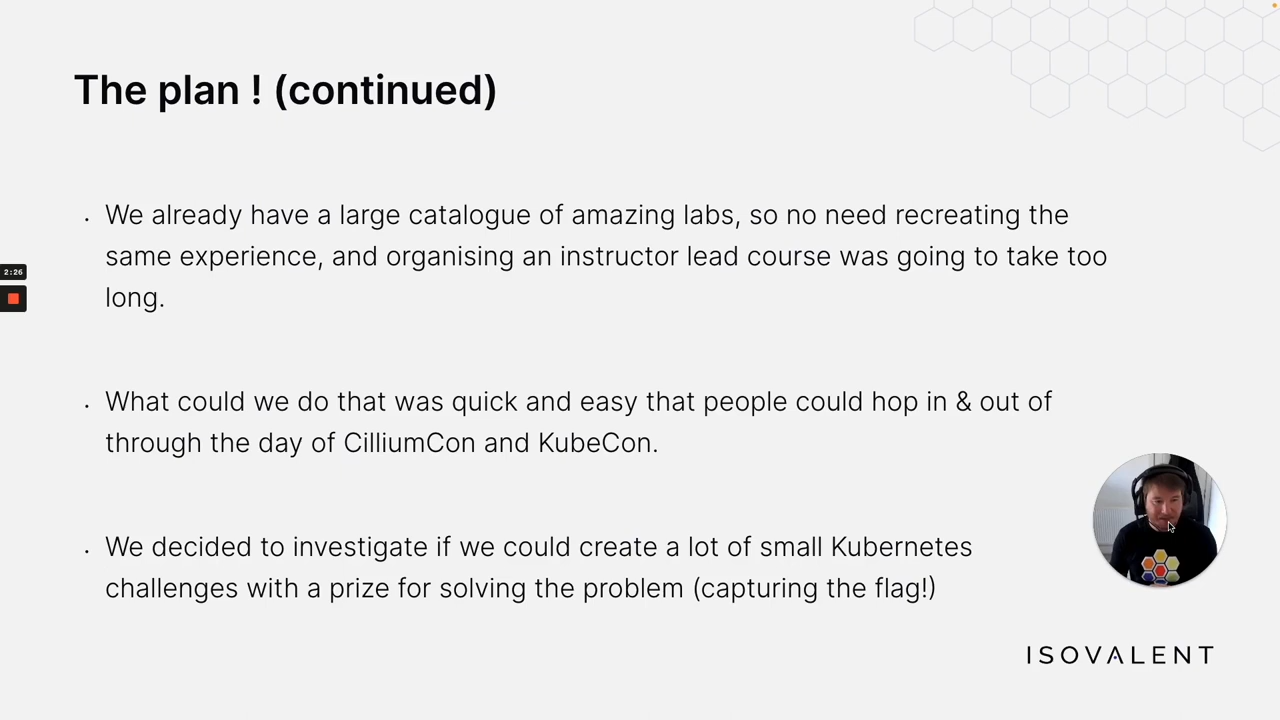 The plan ! (continued)
We already have a large catalogue of amazing labs, so no need recreating the
same experience, and organising an instructor lead course was going to take too
long.
2:26
What could we do that was quick and easy that people could hop in & out of
through the day of CilliumCon and KubeCon.
We decided to investigate if we could create a lot of small Kubernetes
challenges with a prize for solving the problem (capturing the flag!)
ISOVALENT